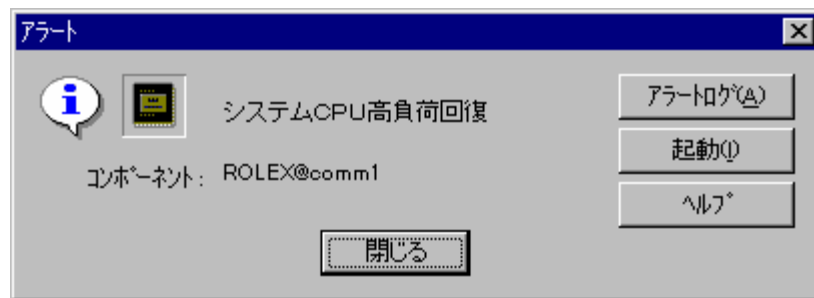 アラート
システムCPU高負荷回復
コンポーネント： ROLEX@comm1
アラートログ(A)
起動(I)
ヘルプ
閉じる